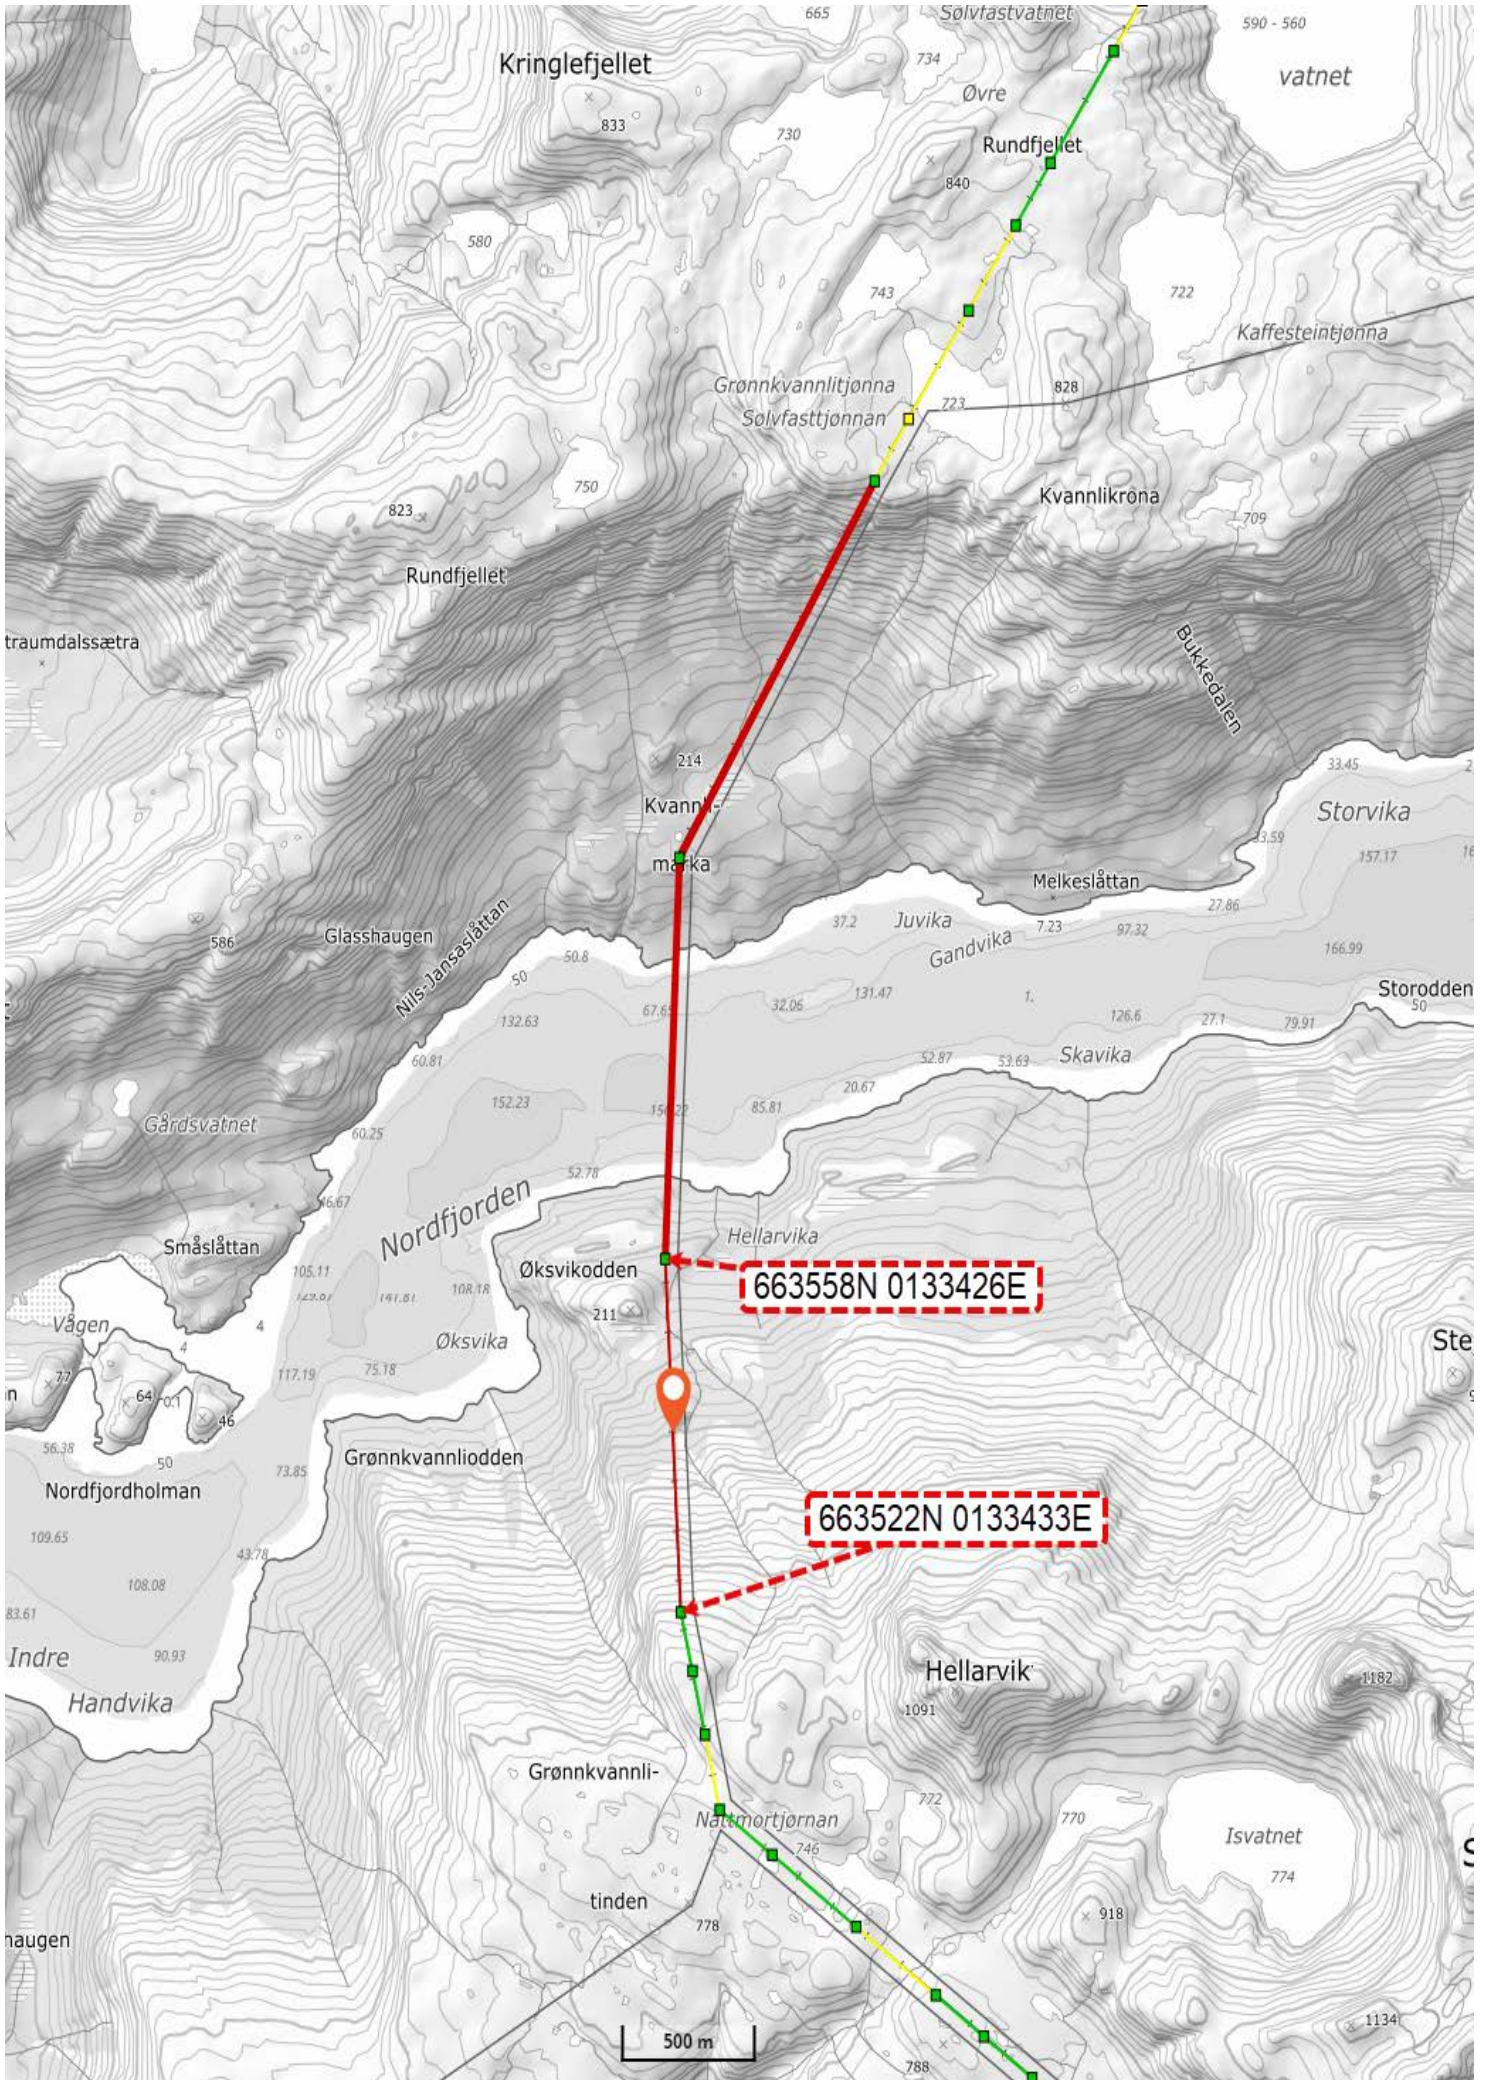 665
Sølvfastvatnet
590 - 560
Kringlefjellet
734
vatnet
Øvre
833
730
Rundfjellet
840
580
743
722
Kaffesteintjønna
Grønnkvannlitjønna
828
723
Sølvfasttjønnan
750
Kvannlikrona
823
709
Rundfjellet
traumdalssætra
Bukkedalen
214
33.45
2
Kvannli-
Storvika
33.59
157.17
16
marka
Melkeslåttan
27.86
37.2
Juvika
7.23
97.32
586
Glasshaugen
Nils-Jansaslåttan
Gandvika
166.99
50.8
50
Storodden
67.65
32.06
131.47
1.
50
132.63
126.6
27.1
79.91
60.81
52.87
53.63
Skavika
20.67
152.23
85.81
Gårdsvatnet
60.25
52.78
46.67
Nordfjorden
Hellarvika
Småslåttan
Øksvikodden
105.11
663558N 0133426E
108.18
211
Vågen
4
4
Øksvika
Ste
77
117.19
75.18
n
64
-0.1
46
56.38
50
73.85
Grønnkvannliodden
Nordfjordholman
663522N 0133433E
109.65
43.78
108.08
83.61
Indre
90.93
Hellarvik
1182
Handvika
1091
Grønnkvannli-
772
770
Nattmortjørnan
746
Isvatnet
774
S
tinden
778
918
haugen
500 m
1134
788